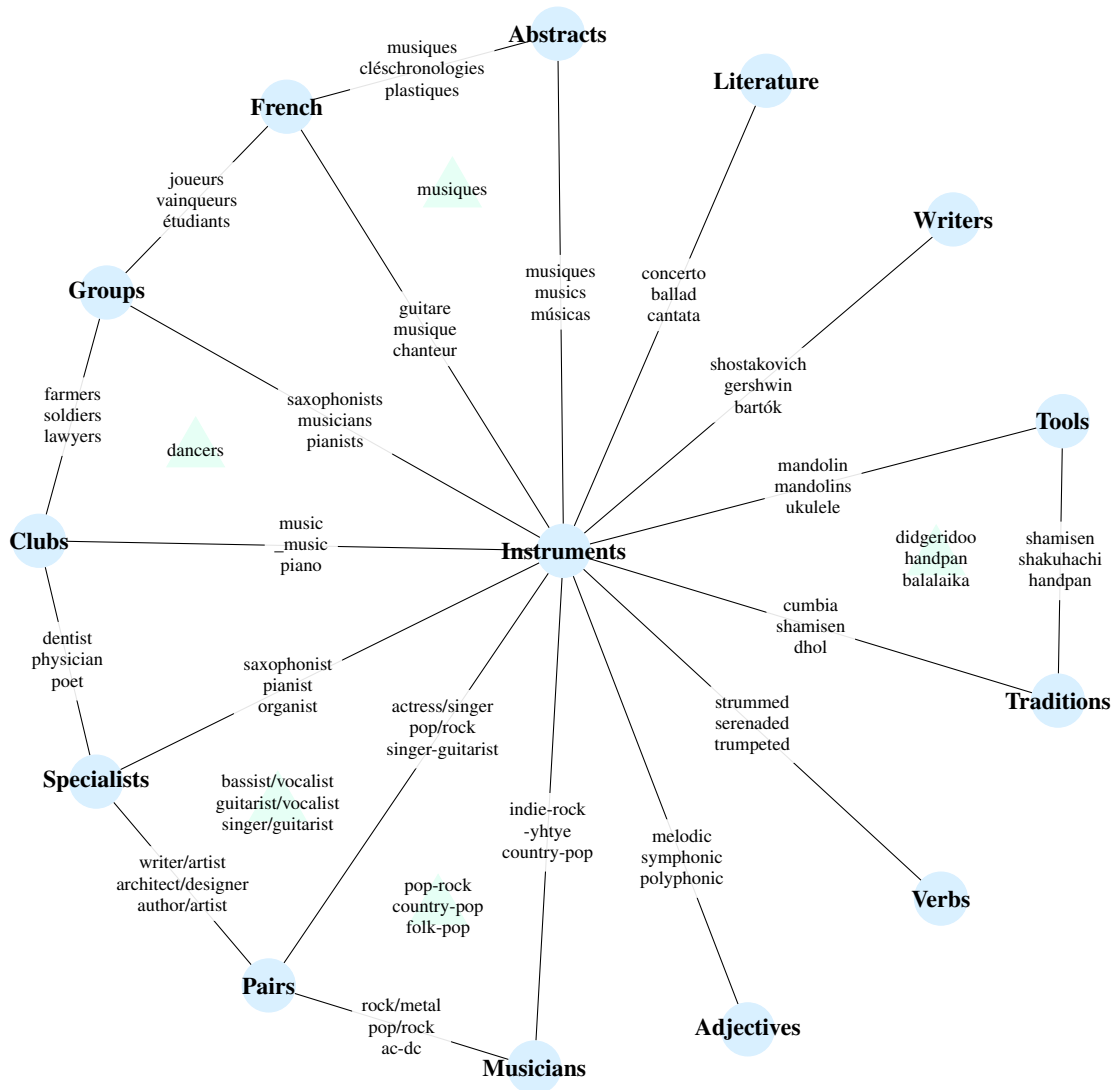 Abstracts
musiques
cléschronologies
plastiques
Literature
French
joueurs
vainqueurs
étudiants
musiques
Writers
Groups
guitare
musique
chanteur
musiques
musics
músicas
concerto
ballad
cantata
shostakovich
gershwin
bartók
farmers
soldiers
lawyers
dancers
saxophonists
musicians
pianists
Tools
mandolin
mandolins
ukulele
Clubs
music
_music
piano
Instruments
didgeridoo
handpan
balalaika
shamisen
shakuhachi
handpan
cumbia
shamisen
dhol
dentist
physician
poet
saxophonist
pianist
organist
actress/singer
pop/rock
singer-guitarist
strummed
serenaded
trumpeted
Traditions
Specialists
bassist/vocalist
guitarist/vocalist
singer/guitarist
indie-rock
-yhtye
country-pop
melodic
symphonic
polyphonic
writer/artist
architect/designer
author/artist
pop-rock
country-pop
folk-pop
Verbs
Pairs
rock/metal
pop/rock
ac-dc
Adjectives
Musicians